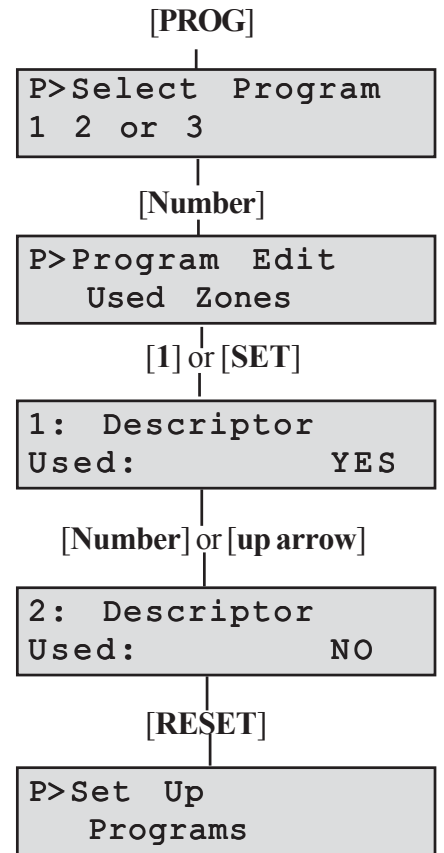 [PROG]
P>Select Program
1 2 or 3
[Number]
P>Program Edit
Used Zones
[1] or [SET]
1: Descriptor
Used: YES
[Number] or [up arrow]
2: Descriptor
Used: NO
[RESET]
P>Set Up
Programs